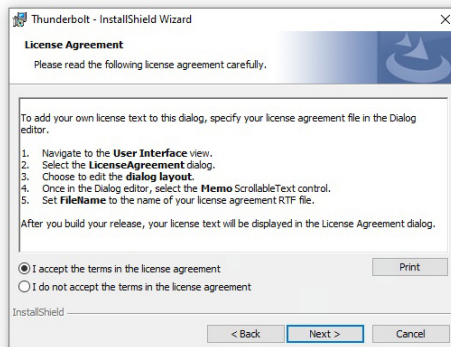 Thunderbolt - InstallShield Wizard
License Agreement
Please read the following license agreement carefully.
To add your own license text to this dialog, specify your license agreement file in the Dialog
editor.
1. Navigate to the User Interface view.
2. Select the LicenseAgreement dialog.
3. Choose to edit the dialog layout.
4. Once in the Dialog editor, select the Memo ScrollableText control.
5. Set FileName to the name of your license agreement RTF file.
After you build your release, your license text will be displayed in the License Agreement dialog.
I accept the terms in the license agreement
Print
I do not accept the terms in the license agreement
InstallShield
< Back
Next >
Cancel